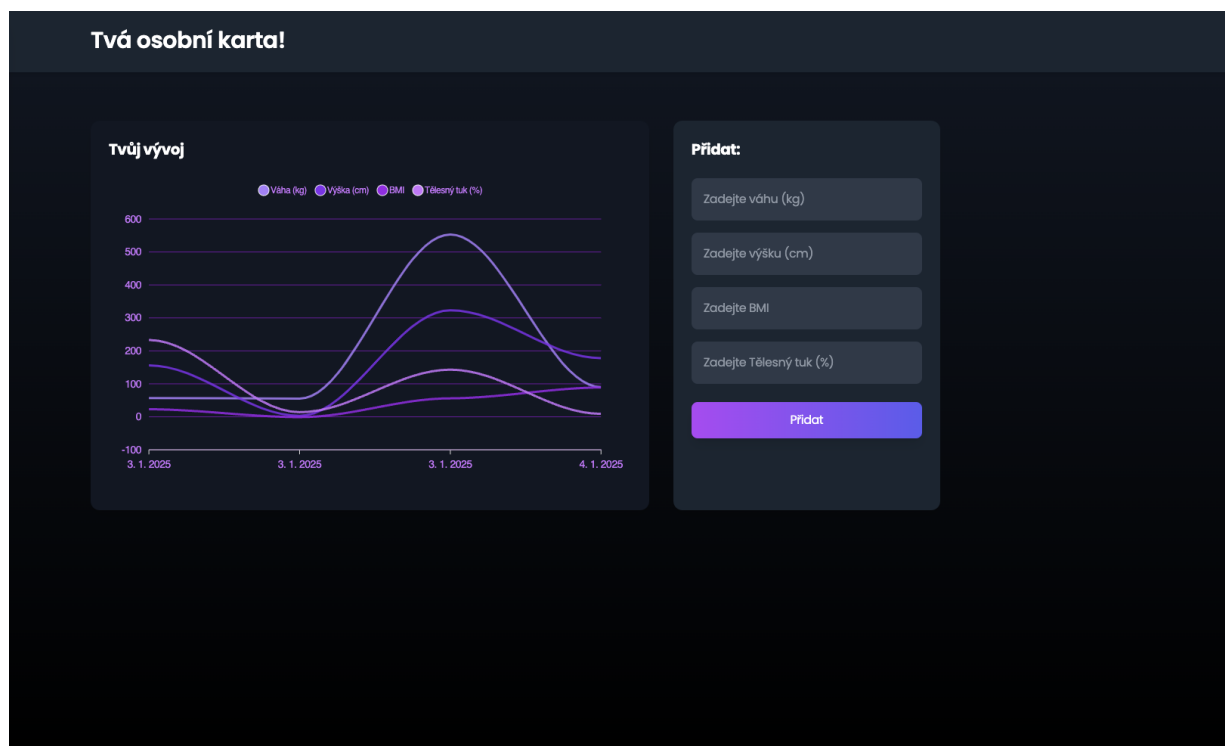 Tvá osobní karta!
Tvůj vývoj
Váha (kg) Výška (cm) BMI Tělesný tuk (%)
600
500
400
300
200
100
0
-100
3. 1. 2025 3. 1. 2025 3. 1. 2025 4. 1. 2025
Přidat:
Zadejte váhu (kg)
Zadejte výšku (cm)
Zadejte BMI
Zadejte Tělesný tuk (%)
Přidat